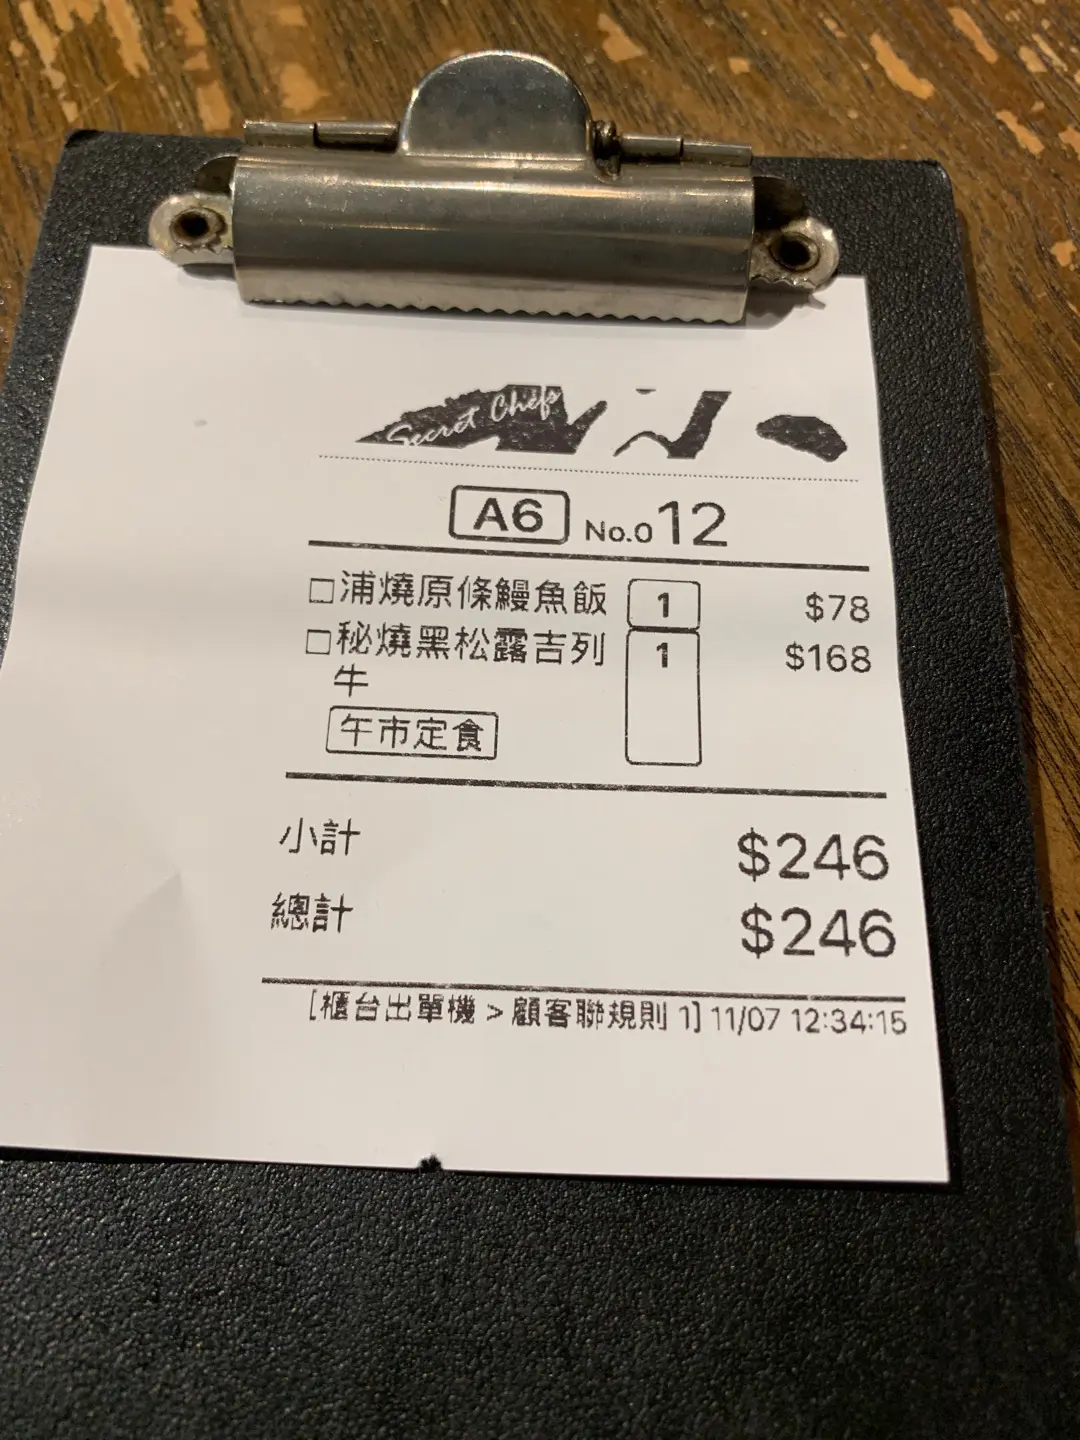 Secret Chefs
A6 No.012
□浦燒原條鰻魚飯 1 $78
□秘燒黑松露吉列 1 $168
牛
午市定食
小計 $246
總計 $246
[櫃台出單機 > 顧客聯規則 1] 11/07 12:34:15